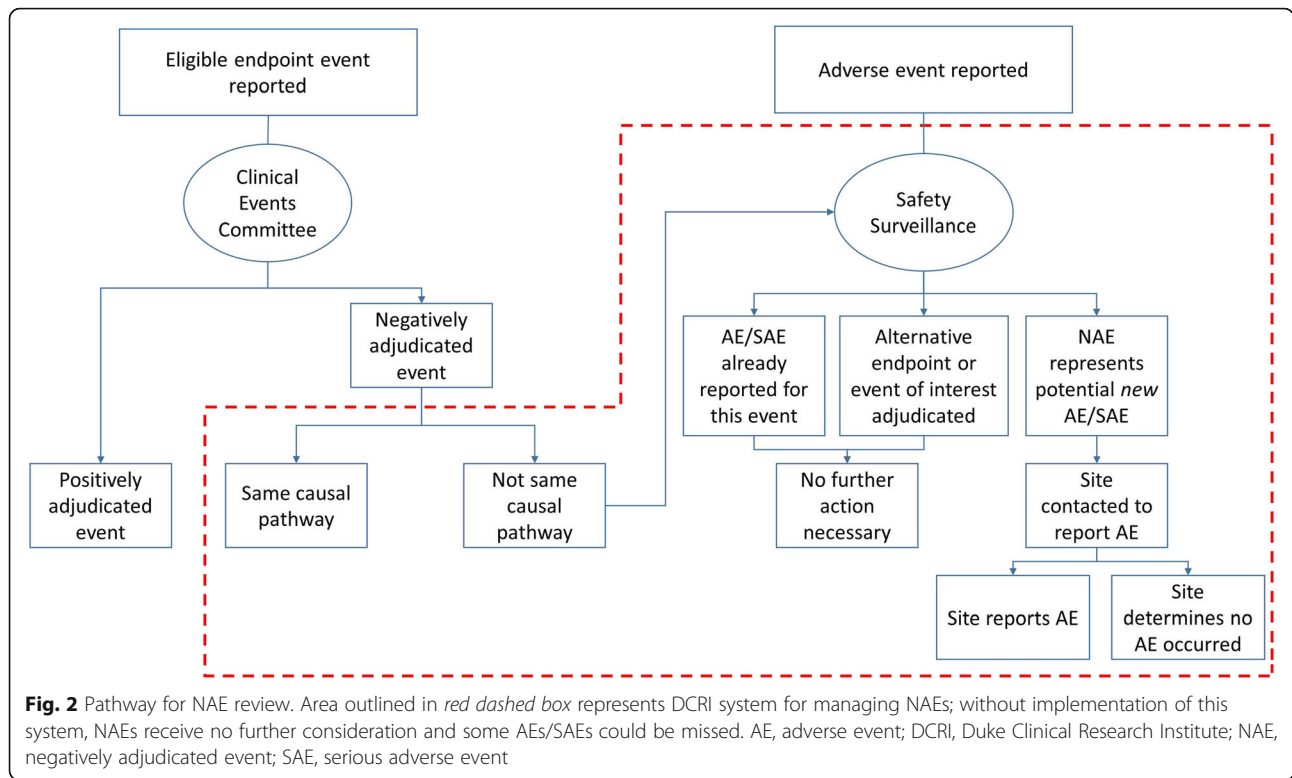 Eligible endpoint event
reported
Adverse event reported
Clinical
Events
Committee
Safety
Surveillance
Negatively
adjudicated
event
AE/SAE
already
reported for
this event
Alternative
endpoint or
event of interest
adjudicated
NAE
represents
potential new
AE/SAE
Positively
adjudicated
event
Same causal
pathway
Not same
causal
pathway
No further
action
necessary
Site
contacted to
report AE
Site reports AE
Site
determines no
AE occurred
Fig. 2 Pathway for NAE review. Area outlined in red dashed box represents DCRI system for managing NAEs; without implementation of this
system, NAEs receive no further consideration and some AEs/SAEs could be missed. AE, adverse event; DCRI, Duke Clinical Research Institute; NAE,
negatively adjudicated event; SAE, serious adverse event